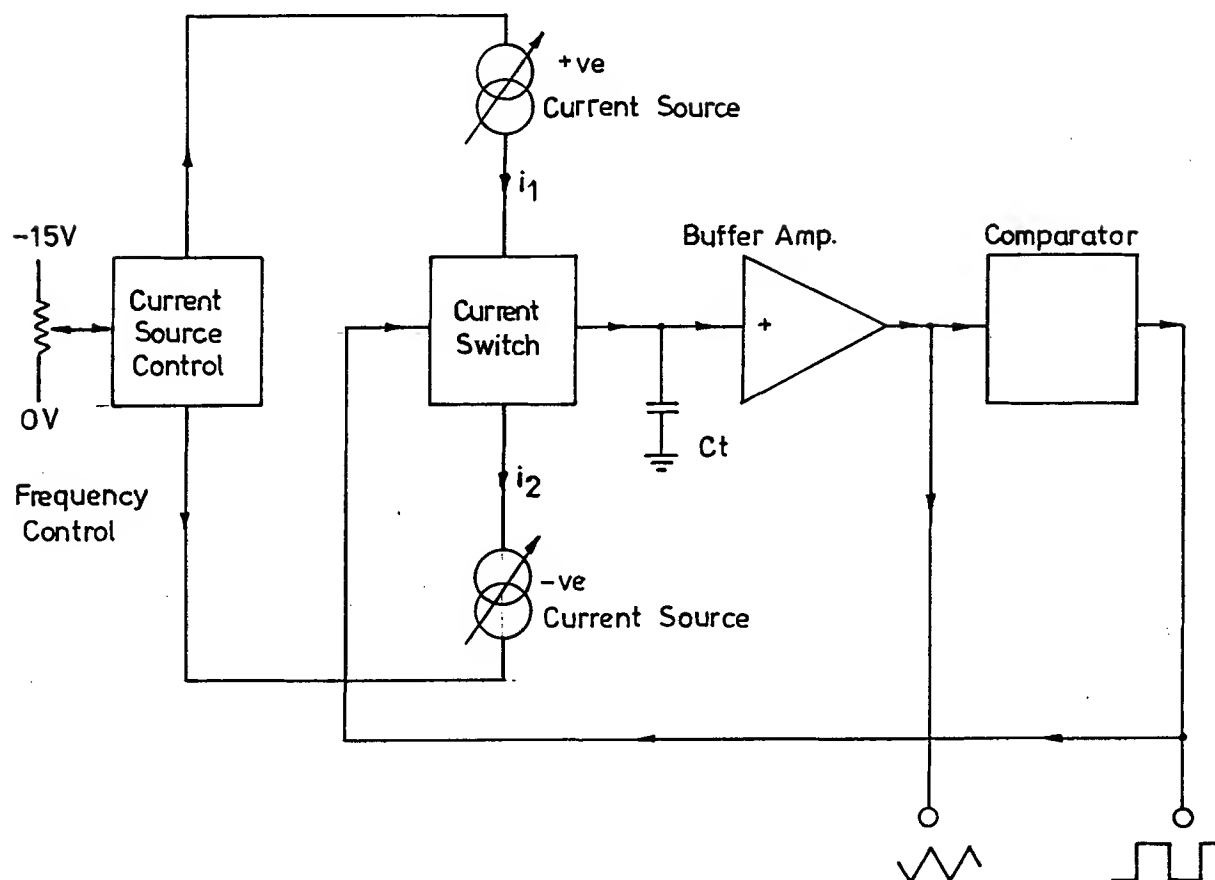 +ve
Current Source
i1
-15V
Buffer Amp.
Comparator
Current
Source
Control
Current
Switch
+
0V
Ct
i2
Frequency
Control
-ve
Current Source